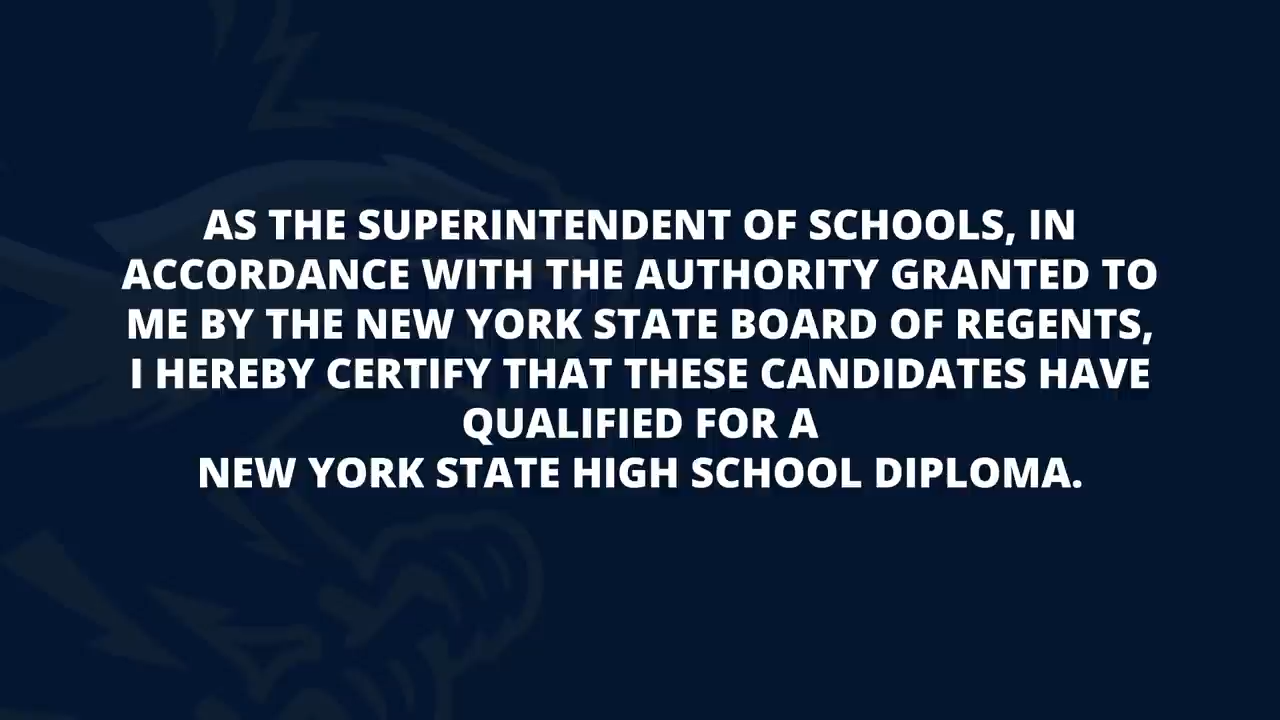 AS THE SUPERINTENDENT OF SCHOOLS, IN
ACCORDANCE WITH THE AUTHORITY GRANTED TO
ME BY THE NEW YORK STATE BOARD OF REGENTS,
I HEREBY CERTIFY THAT THESE CANDIDATES HAVE
QUALIFIED FOR A
NEW YORK STATE HIGH SCHOOL DIPLOMA.